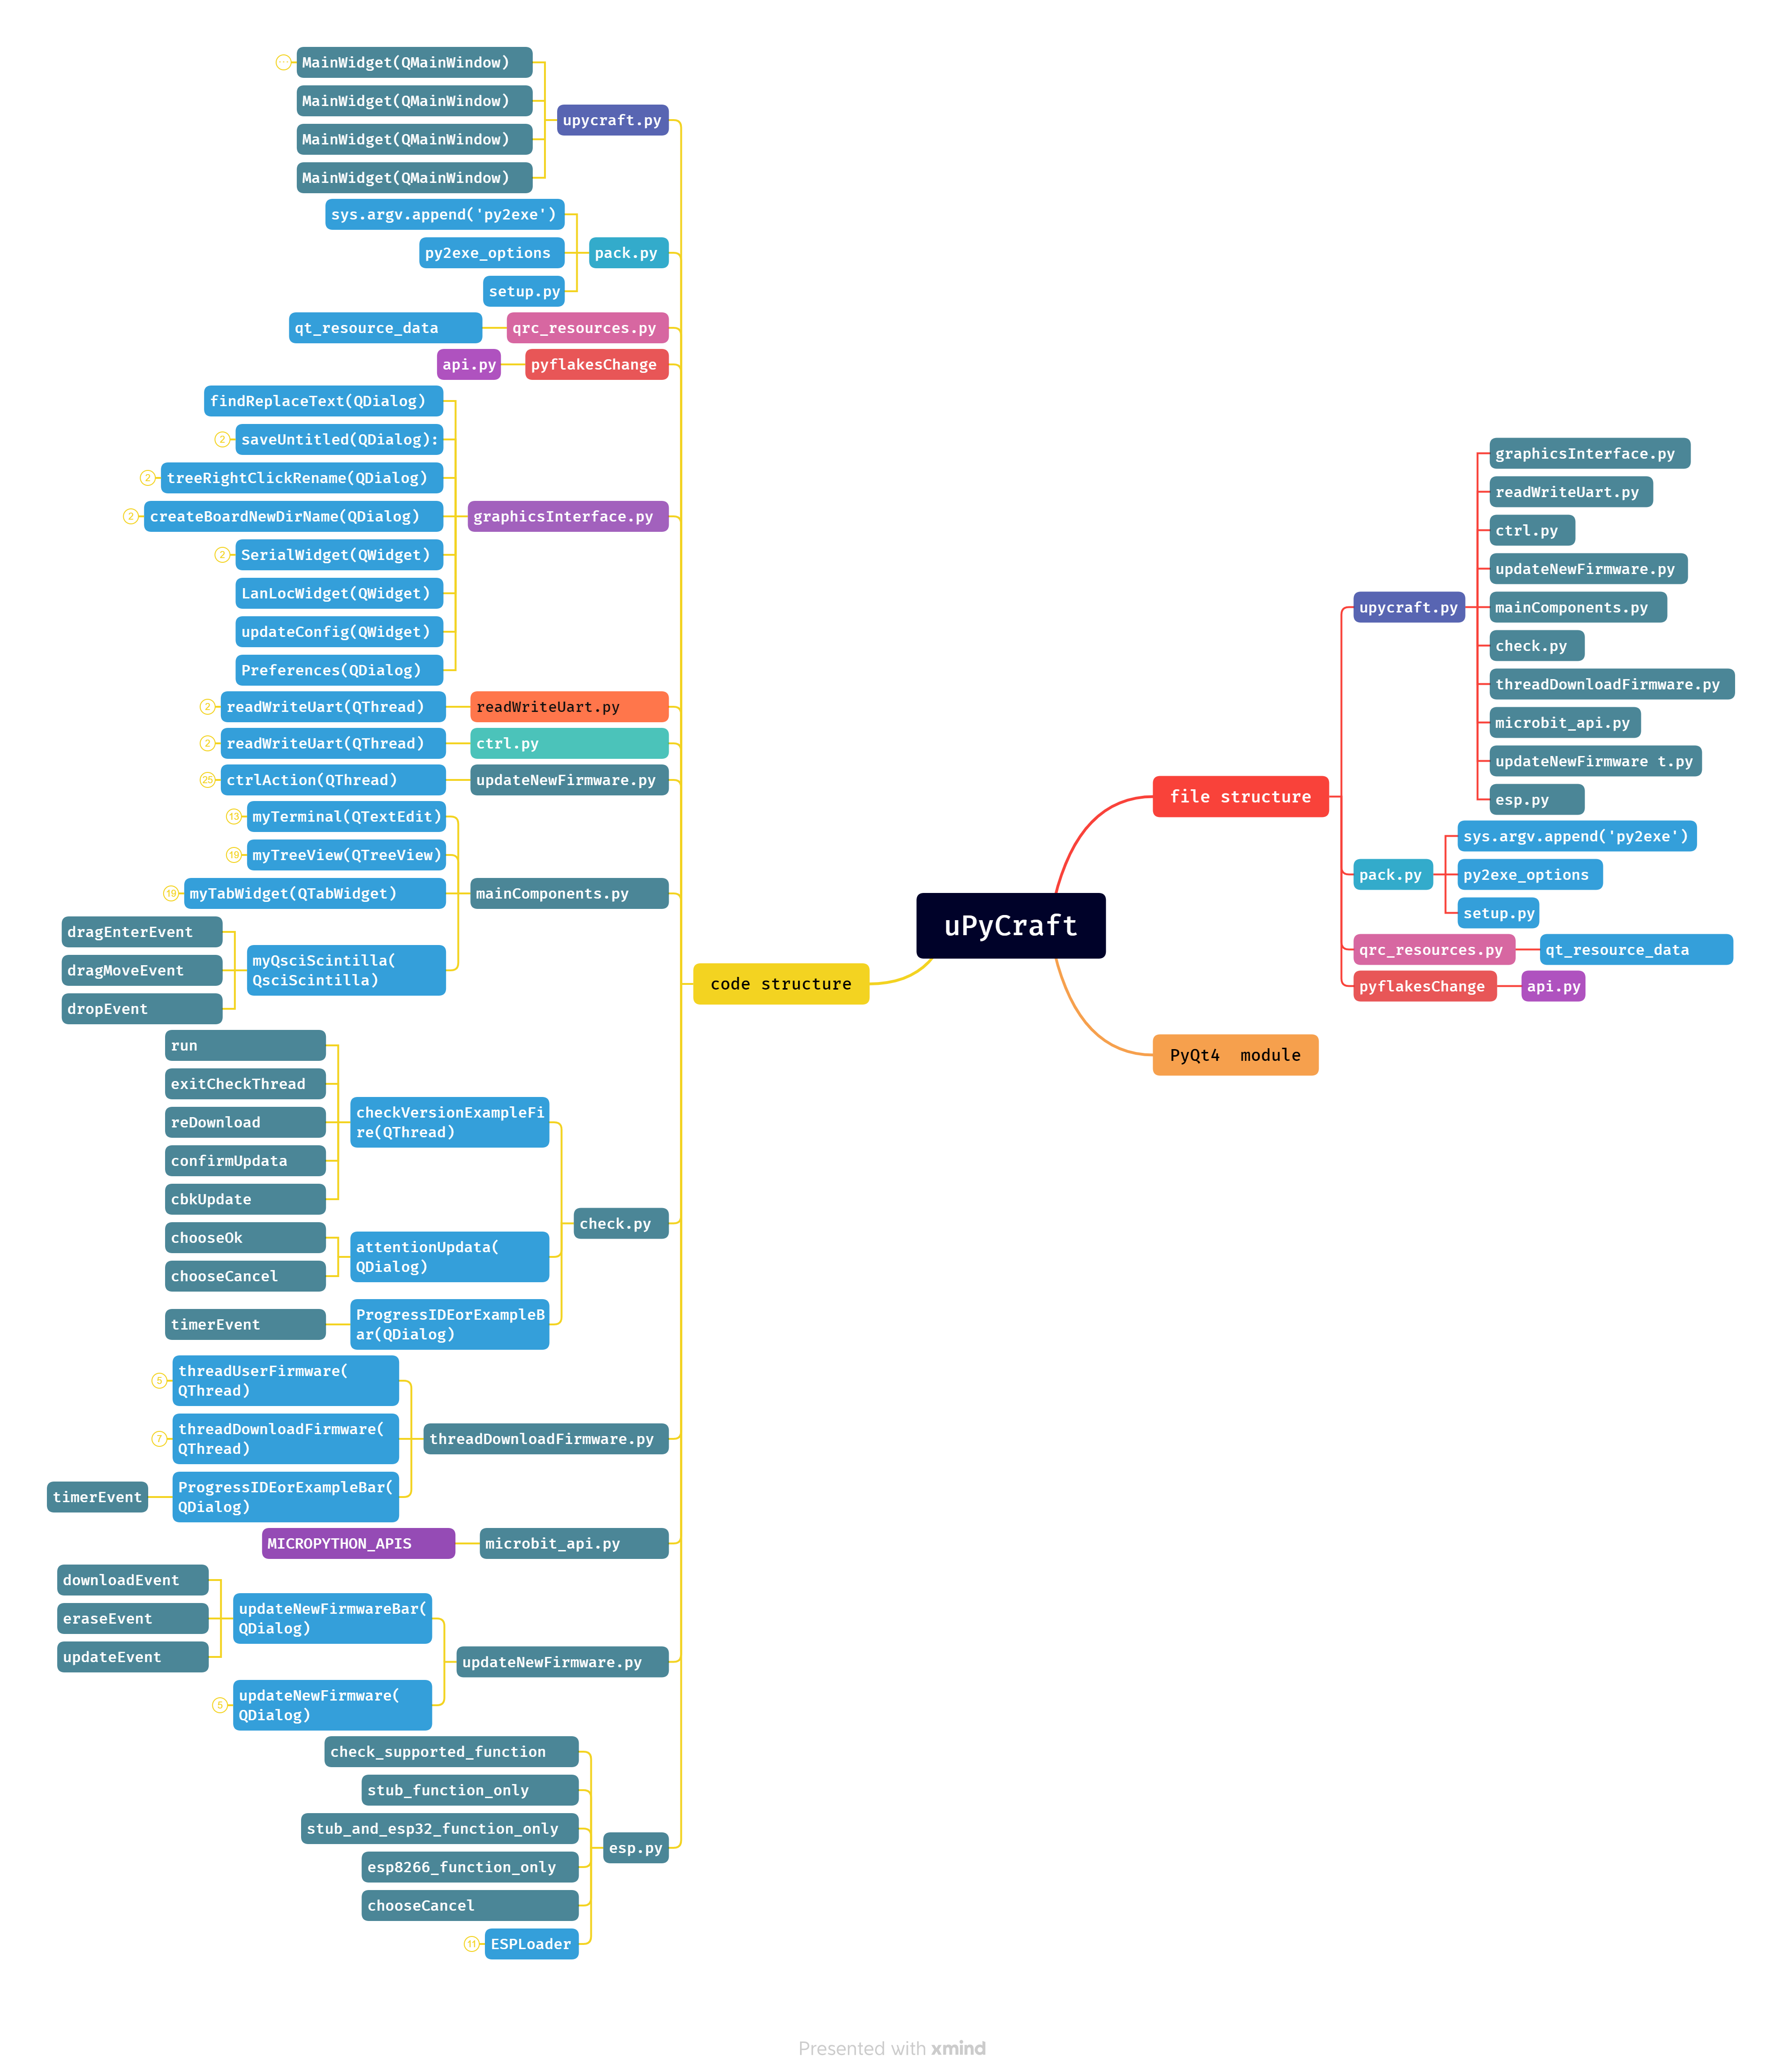 MainWidget(QMainWindow)
MainWidget(QMainWindow)
MainWidget(QMainWindow)
MainWidget(QMainWindow)
upycraft.py
sys.argv.append('py2exe')
py2exe_options
setup.py
pack.py
qt_resource_data
qrc_resources.py
api.py
pyflakesChange
findReplaceText(QDialog)
2
saveUntitled(QDialog):
2
treeRightClickRename(QDialog)
2
createBoardNewDirName(QDialog)
2
SerialWidget(QWidget)
LanLocWidget(QWidget)
updateConfig(QWidget)
Preferences(QDialog)
graphicsInterface.py
2
readWriteUart(QThread)
readWriteUart.py
2
readWriteUart(QThread)
ctrl.py
25
ctrlAction(QThread)
updateNewFirmware.py
13
myTerminal(QTextEdit)
19
myTreeView(QTreeView)
19
myTabWidget(QTabWidget)
mainComponents.py
dragEnterEvent
dragMoveEvent
dropEvent
myQsciScintilla(
QsciScintilla)
run
exitCheckThread
reDownload
confirmUpdata
cbkUpdate
checkVersionExampleFi
re(QThread)
chooseOk
chooseCancel
attentionUpdata(
QDialog)
timerEvent
ProgressIDEorExampleB
ar(QDialog)
check.py
5
threadUserFirmware(
QThread)
7
threadDownloadFirmware(
QThread)
timerEvent
ProgressIDEorExampleBar(
QDialog)
threadDownloadFirmware.py
MICROPYTHON_APIS
microbit_api.py
downloadEvent
eraseEvent
updateEvent
updateNewFirmwareBar(
QDialog)
5
updateNewFirmware(
QDialog)
updateNewFirmware.py
check_supported_function
stub_function_only
stub_and_esp32_function_only
esp8266_function_only
chooseCancel
11
ESPLoader
esp.py
code structure
uPyCraft
file structure
upycraft.py
graphicsInterface.py
readWriteUart.py
ctrl.py
updateNewFirmware.py
mainComponents.py
check.py
threadDownloadFirmware.py
microbit_api.py
updateNewFirmware t.py
esp.py
pack.py
sys.argv.append('py2exe')
py2exe_options
setup.py
qrc_resources.py
qt_resource_data
pyflakesChange
api.py
PyQt4  module
Presented with xmind